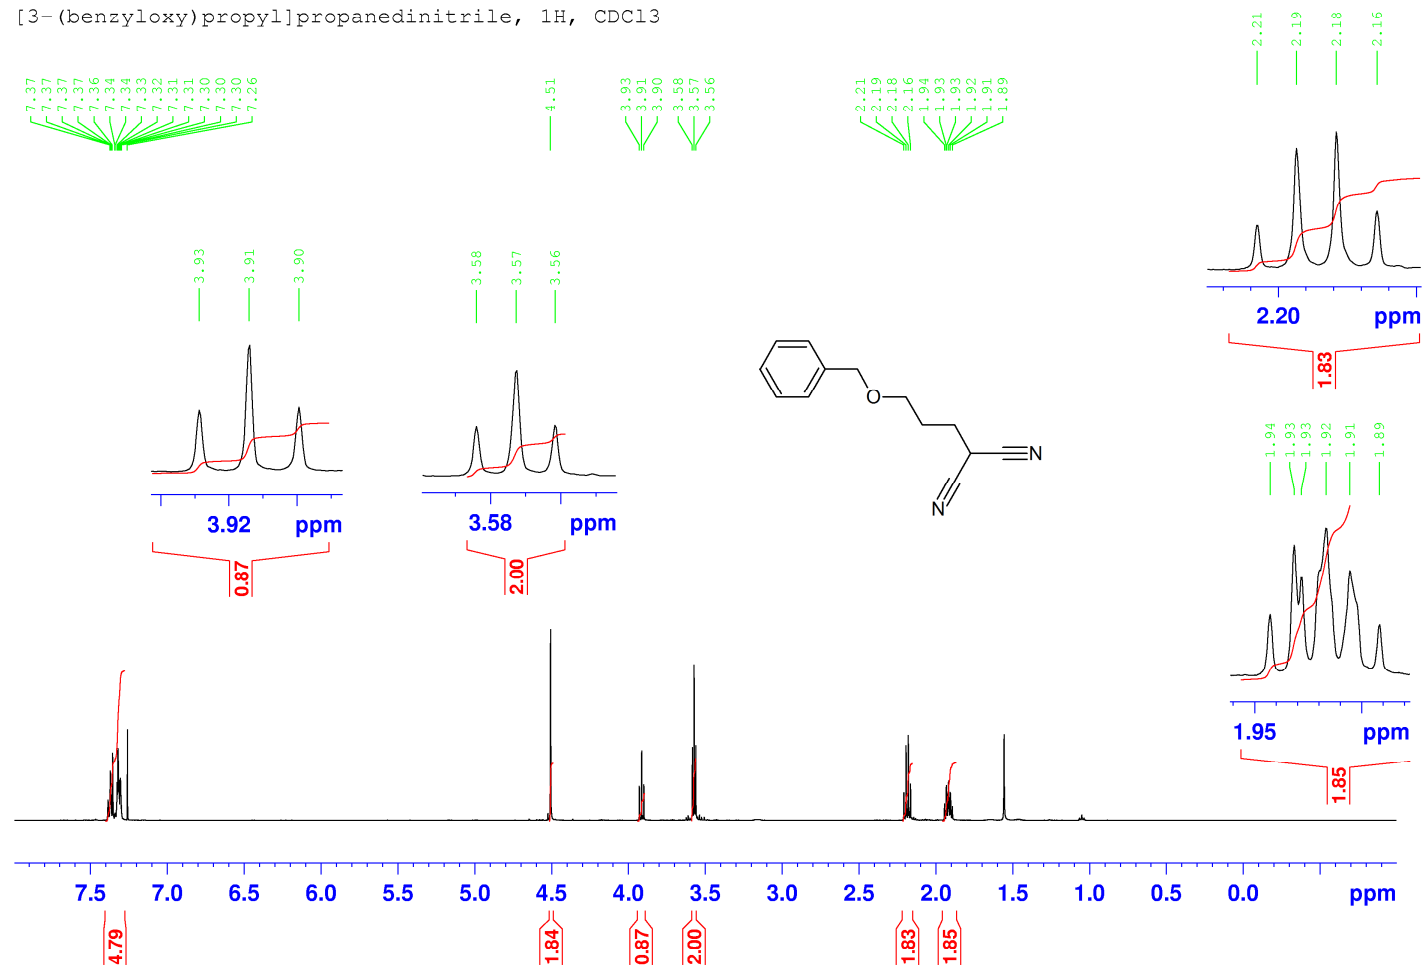 [3-(benzyloxy)propyl]propanedinitrile, 1H, CDCl3
7.37 7.37 7.37 7.37 7.36 7.34 7.34 7.33 7.32 7.31 7.31 7.30 7.30 7.30 7.26
4.51
3.93 3.91 3.90 3.58 3.57 3.56
2.21 2.19 2.18 2.16 1.94 1.93 1.93 1.92 1.91 1.89
2.21 2.19 2.18 2.16
2.20 ppm
1.83
3.93 3.91 3.90
3.92 ppm
0.87
3.58 3.57 3.56
3.58 ppm
2.00
O
N
N
1.94 1.93 1.93 1.92 1.91 1.89
1.95 ppm
1.85
7.5 7.0 6.5 6.0 5.5 5.0 4.5 4.0 3.5 3.0 2.5 2.0 1.5 1.0 0.5 0.0 ppm
4.79 1.84 0.87 2.00 1.83 1.85